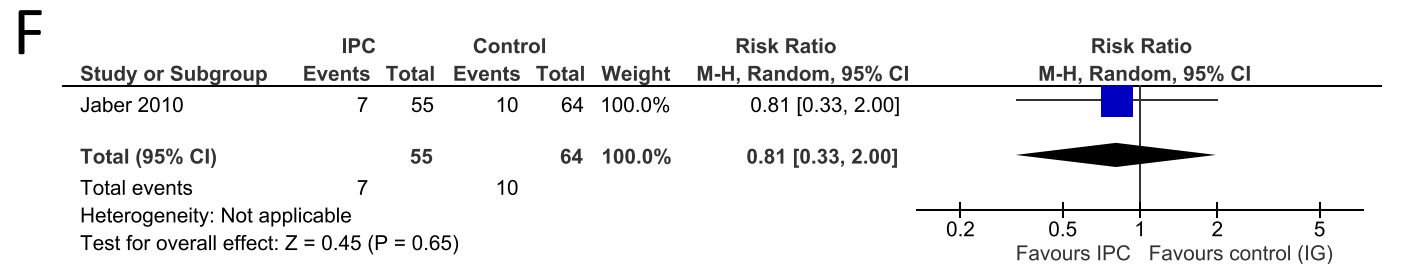 F
IPC Control Risk Ratio Risk Ratio
Study or Subgroup Events Total Events Total Weight M-H, Random, 95% CI M-H, Random, 95% CI
Jaber 2010 7 55 10 64 100.0% 0.81 [0.33, 2.00]
Total (95% CI) 55 64 100.0% 0.81 [0.33, 2.00]
Total events 7 10
Heterogeneity: Not applicable
Test for overall effect: Z = 0.45 (P = 0.65)
0.2 0.5 1 2 5
Favours IPC Favours control (IG)